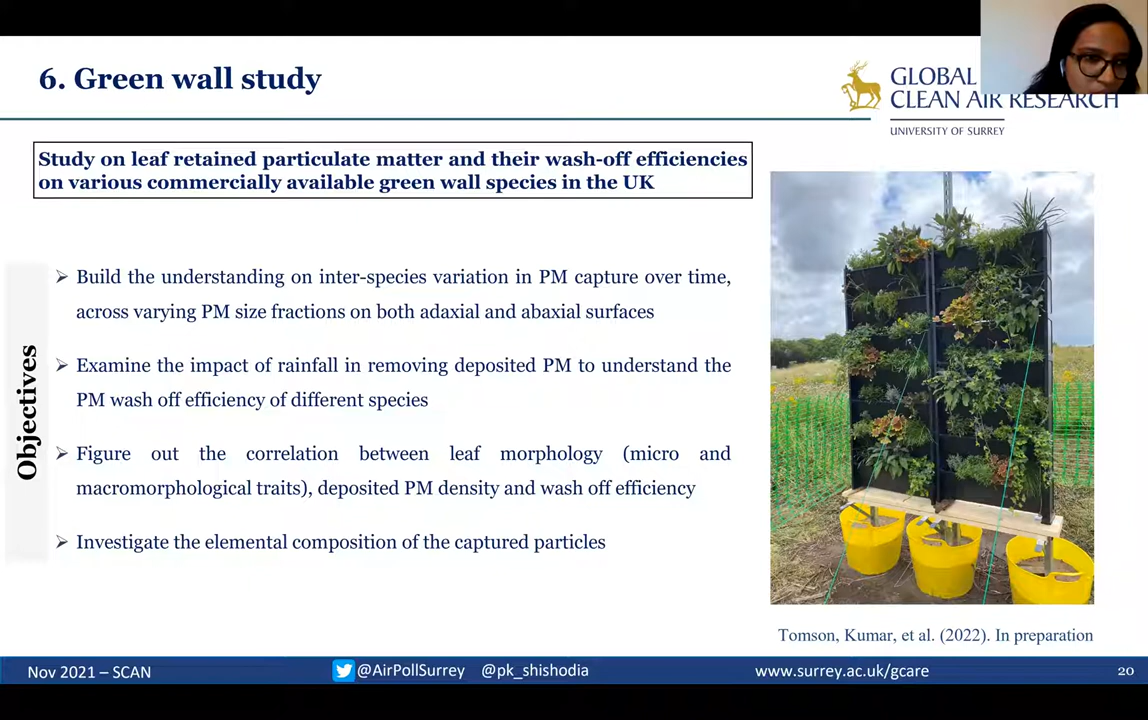 6. Green wall study
GLOBAL
CLEAN AIR RESEARCH
UNIVERSITY OF SURREY
Study on leaf retained particulate matter and their wash-off efficiencies
on various commercially available green wall species in the UK
Objectives
➢ Build the understanding on inter-species variation in PM capture over time,
across varying PM size fractions on both adaxial and abaxial surfaces
➢ Examine the impact of rainfall in removing deposited PM to understand the
PM wash off efficiency of different species
➢ Figure out the correlation between leaf morphology (micro and
macromorphological traits), deposited PM density and wash off efficiency
➢ Investigate the elemental composition of the captured particles
Tomson, Kumar, et al. (2022). In preparation
Nov 2021 – SCAN
@AirPollSurrey @pk_shishodia
www.surrey.ac.uk/gcare
20